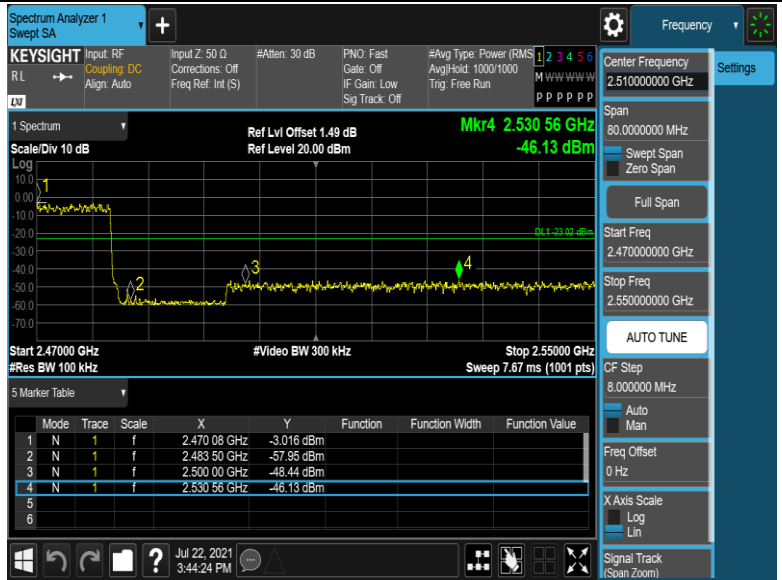 Spectrum Analyzer 1
Swept SA
+
Frequency
KEYSIGHT
RL
LXI
Input: RF
Coupling: DC
Align: Auto
Input Z: 50 Ω
Corrections: Off
Freq Ref: Int (S)
#Atten: 30 dB
PNO: Fast
Gate: Off
IF Gain: Low
Sig Track: Off
#Avg Type: Power (RMS
Avg|Hold: 1000/1000
Trig: Free Run
1 2 3 4 5 6
M W W W W W
P P P P P P
Center Frequency
2.510000000 GHz
Settings
Span
80.0000000 MHz
Swept Span
Zero Span
Full Span
Start Freq
2.470000000 GHz
Stop Freq
2.550000000 GHz
AUTO TUNE
CF Step
8.000000 MHz
Auto
Man
Freq Offset
0 Hz
X Axis Scale
Log
Lin
Signal Track
(Span Zoom)
1 Spectrum
Scale/Div 10 dB
Ref Lvl Offset 1.49 dB
Ref Level 20.00 dBm
Mkr4 2.530 56 GHz
-46.13 dBm
Log
10.0
0.00
-10.0
-20.0
-30.0
-40.0
-50.0
-60.0
-70.0
1
2
3
4
DL1 -23.02 dBm
Start 2.47000 GHz
#Video BW 300 kHz
Stop 2.55000 GHz
#Res BW 100 kHz
Sweep 7.67 ms (1001 pts)
5 Marker Table
Mode Trace Scale X Y Function Function Width Function Value
1 N 1 f 2.470 08 GHz -3.016 dBm
2 N 1 f 2.483 50 GHz -57.95 dBm
3 N 1 f 2.500 00 GHz -48.44 dBm
4 N 1 f 2.530 56 GHz -46.13 dBm
5
6
?
Jul 22, 2021
3:44:24 PM